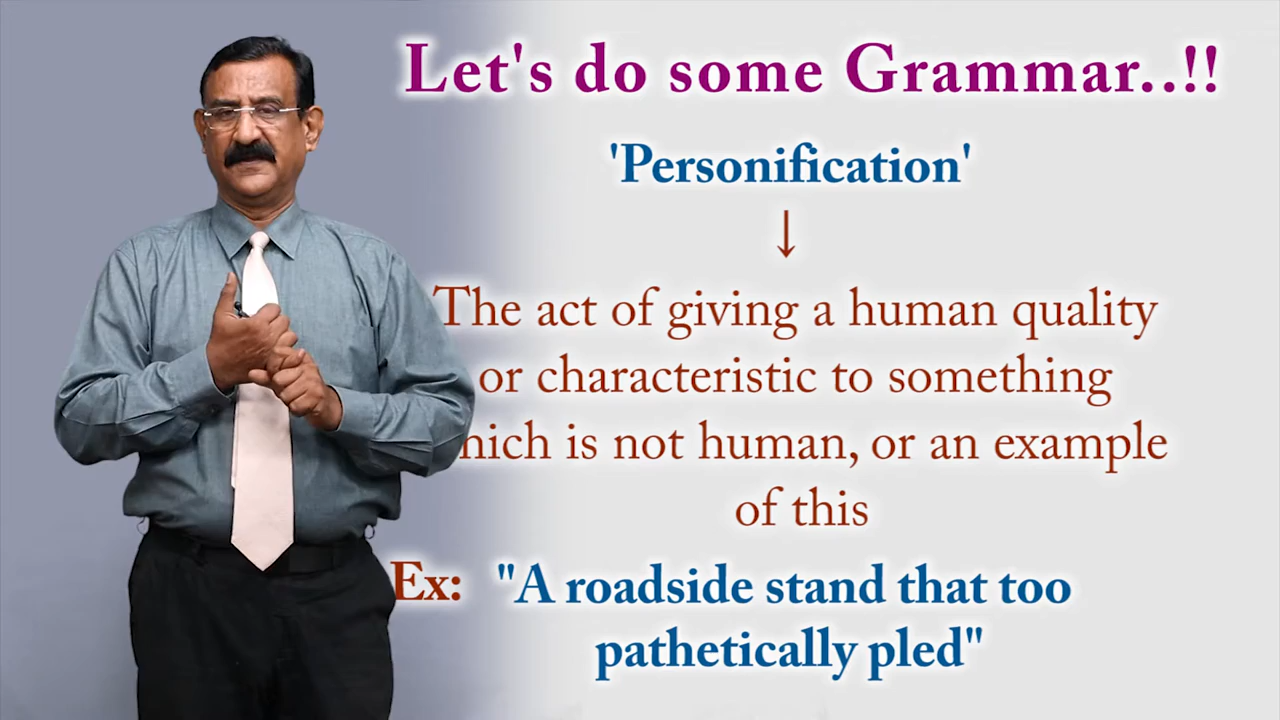 Let's do some Grammar..!!
'Personification'
↓
The act of giving a human quality
or characteristic to something
hich is not human, or an example
of this
Ex: "A roadside stand that too
pathetically pled"